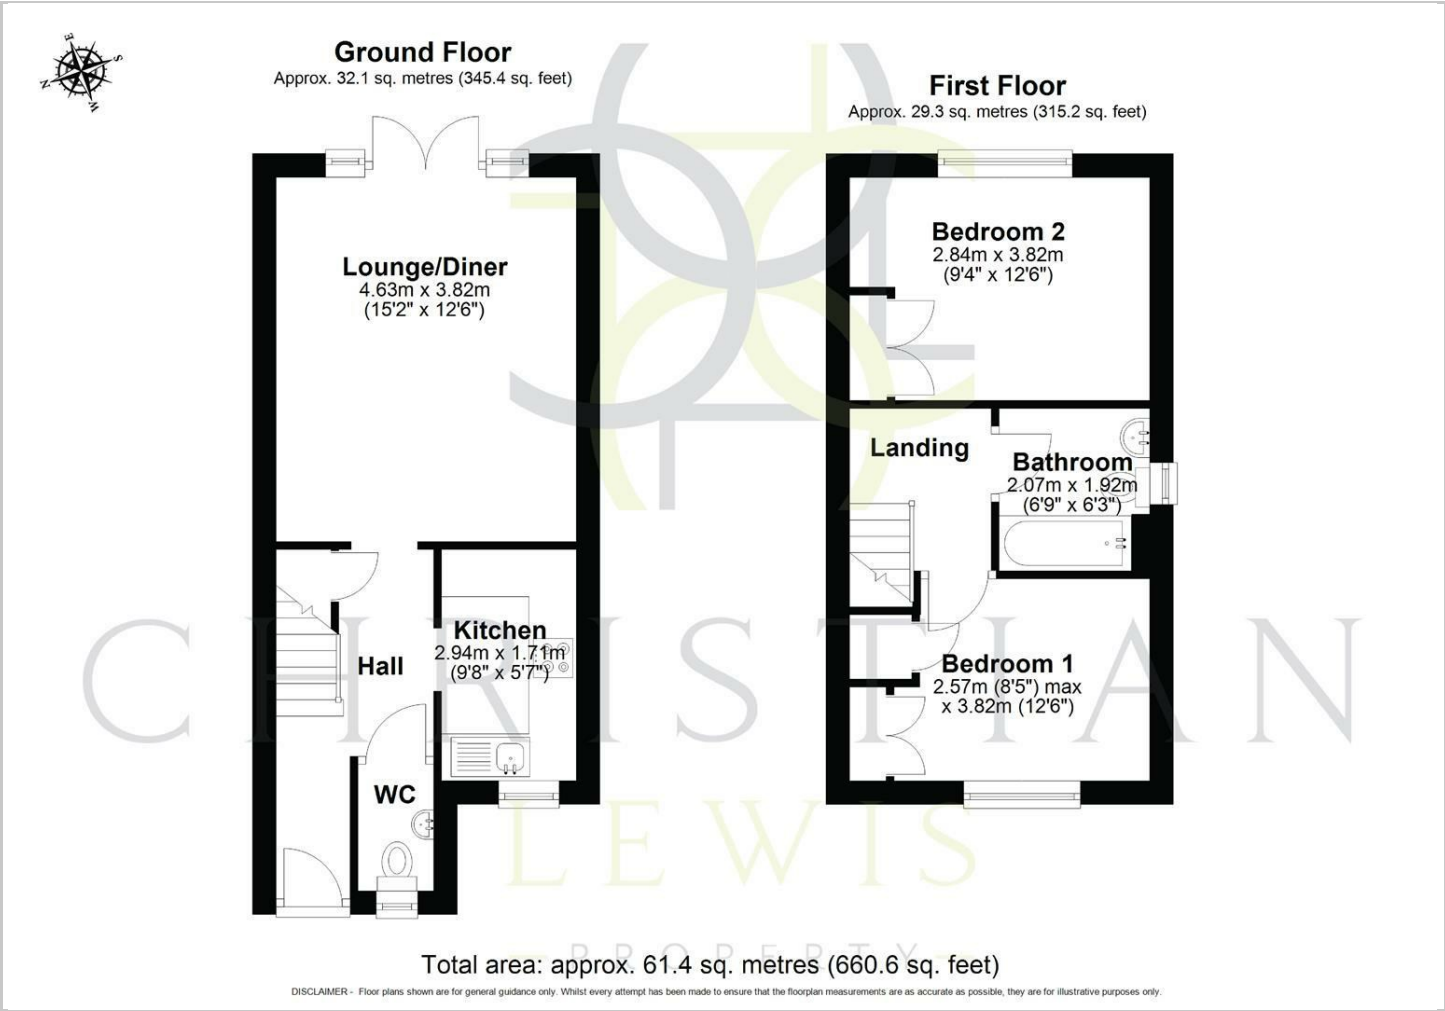 E
S
N
W
Ground Floor
Approx. 32.1 sq. metres (345.4 sq. feet)
First Floor
Approx. 29.3 sq. metres (315.2 sq. feet)
Lounge/Diner
4.63m x 3.82m
(15'2" x 12'6")
Bedroom 2
2.84m x 3.82m
(9'4" x 12'6")
Landing
Bathroom
2.07m x 1.92m
(6'9" x 6'3")
Kitchen
2.94m x 1.71m
(9'8" x 5'7")
Hall
Bedroom 1
2.57m (8'5") max
x 3.82m (12'6")
WC
CHRISTIAN
LEWIS
PROPERTY
Total area: approx. 61.4 sq. metres (660.6 sq. feet)
DISCLAIMER - Floor plans shown are for general guidance only. Whilst every attempt has been made to ensure that the floorplan measurements are as accurate as possible, they are for illustrative purposes only.